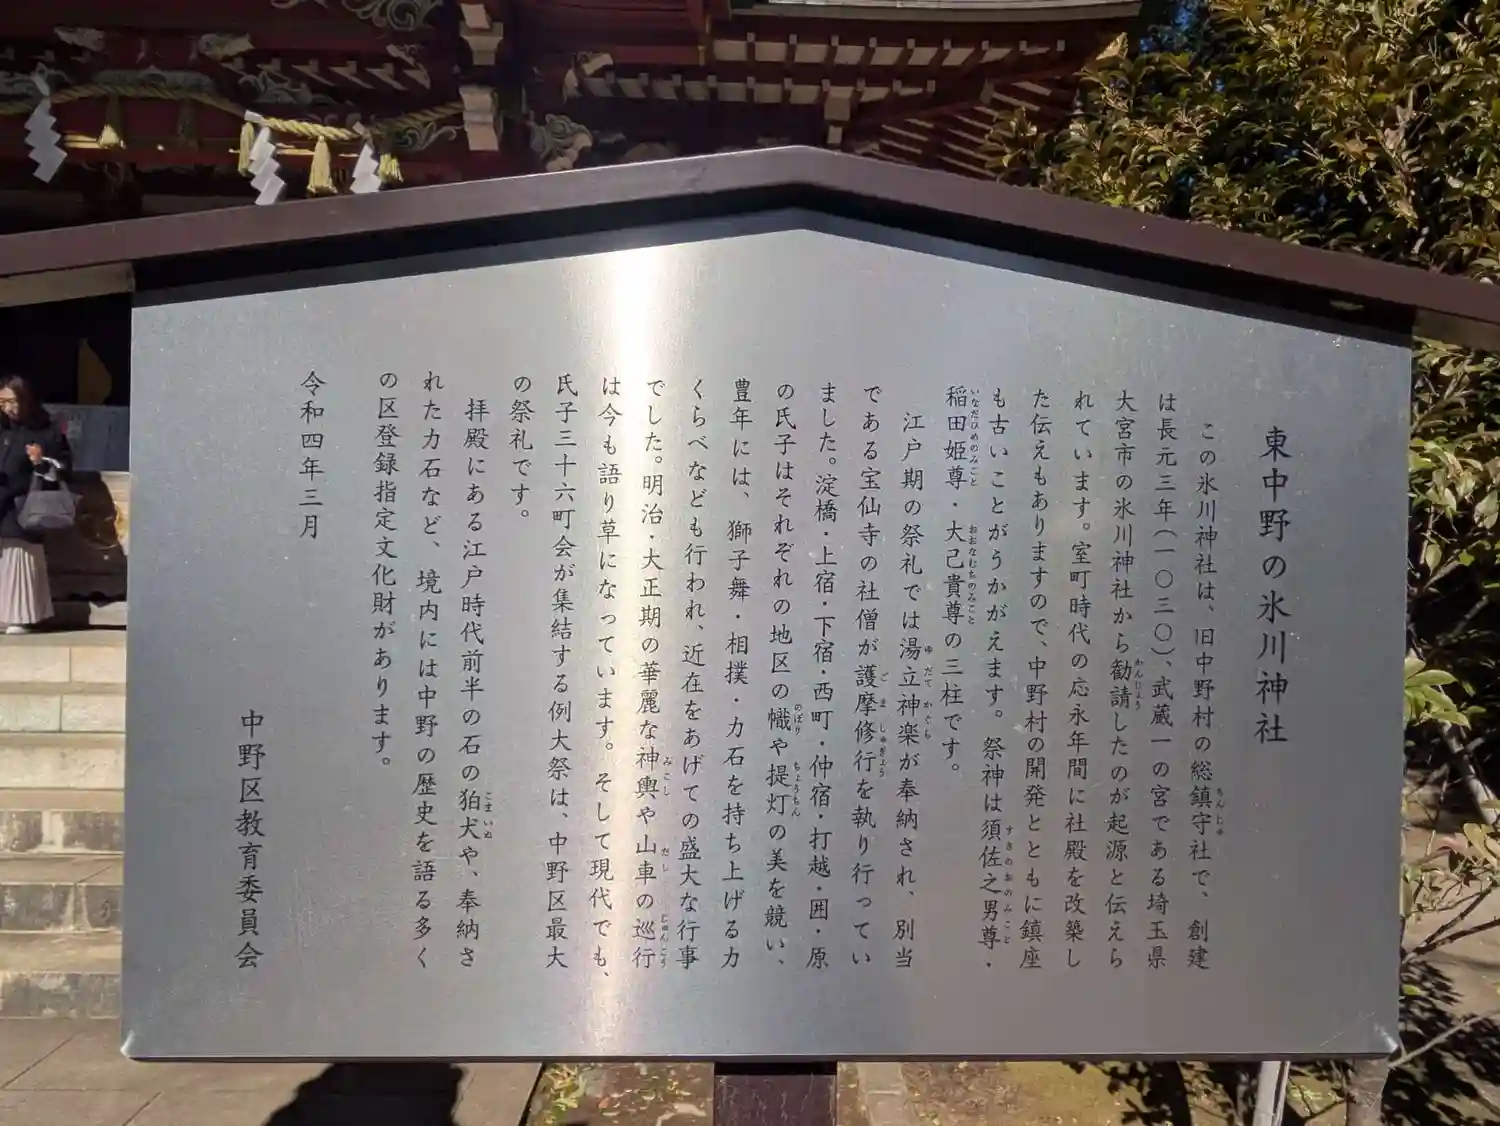 東中野の氷川神社
この氷川神社は、旧中野村の総鎮守社で、創建
は長元三年(一〇三〇)、武蔵一の宮である埼玉県
大宮市の氷川神社から勧請したのが起源と伝えら
れています。室町時代の応永年間に社殿を改築し
た伝えもありますので、中野村の開発とともに鎮座
も古いことがうかがえます。祭神は須佐之男尊・
稲田姫尊・大己貴尊の三柱です。
江戸期の祭礼では湯立神楽が奉納され、別当
である宝仙寺の社僧が護摩修行を執り行ってい
ました。淀橋・上宿・下宿・西町・仲宿・打越・囲・原
の氏子はそれぞれの地区の幟や提灯の美を競い、
豊年には、獅子舞・相撲・力石を持ち上げる力
くらべなども行われ、近在をあげての盛大な行事
でした。明治・大正期の華麗な神輿や山車の巡行
は今も語り草になっています。そして現代でも、
氏子三十六町会が集結する例大祭は、中野区最大
の祭礼です。
拝殿にある江戸時代前半の石の狛犬や、奉納さ
れた力石など、境内には中野の歴史を語る多く
の区登録指定文化財があります。
令和四年三月
中野区教育委員会